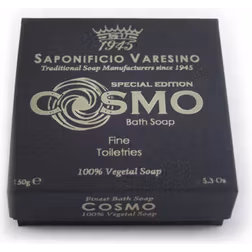 1945
SAPONIFICIO VARESINO
Traditional Soap Manufacturers since 1945
SPECIAL EDITION
COSMO
Bath Soap
Fine
Toiletries
100% Vegetal Soap
150g ℮ 5.3 Oz
Finest Bath Soap
COSMO
100% Vegetal Soap